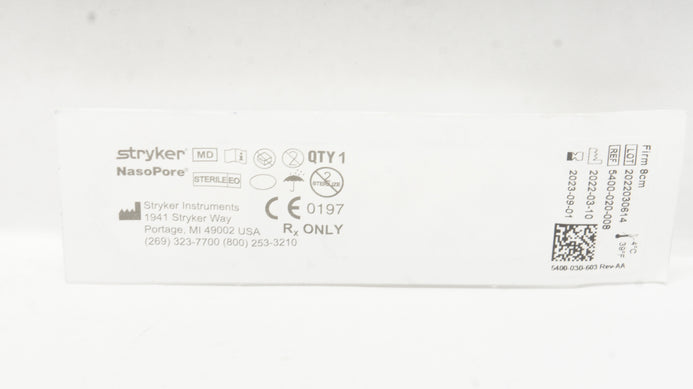 stryker® MD QTY 1
NasoPore®
STERILE EO 2 STERILIZE
Stryker Instruments CE 0197
1941 Stryker Way
Portage, MI 49002 USA Rx ONLY
(269) 323-7700 (800) 253-3210
Firm 8cm
LOT 2022030614
REF 5400-020-008
2022-03-10
2023-09-01
4°C
39°F
5400-030-603 Rev-AA